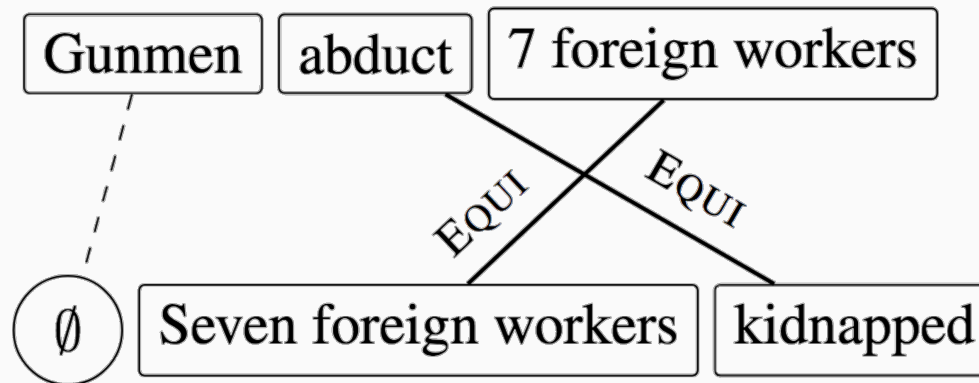 Gunmen abduct 7 foreign workers
EQUI EQUI
∅ Seven foreign workers kidnapped